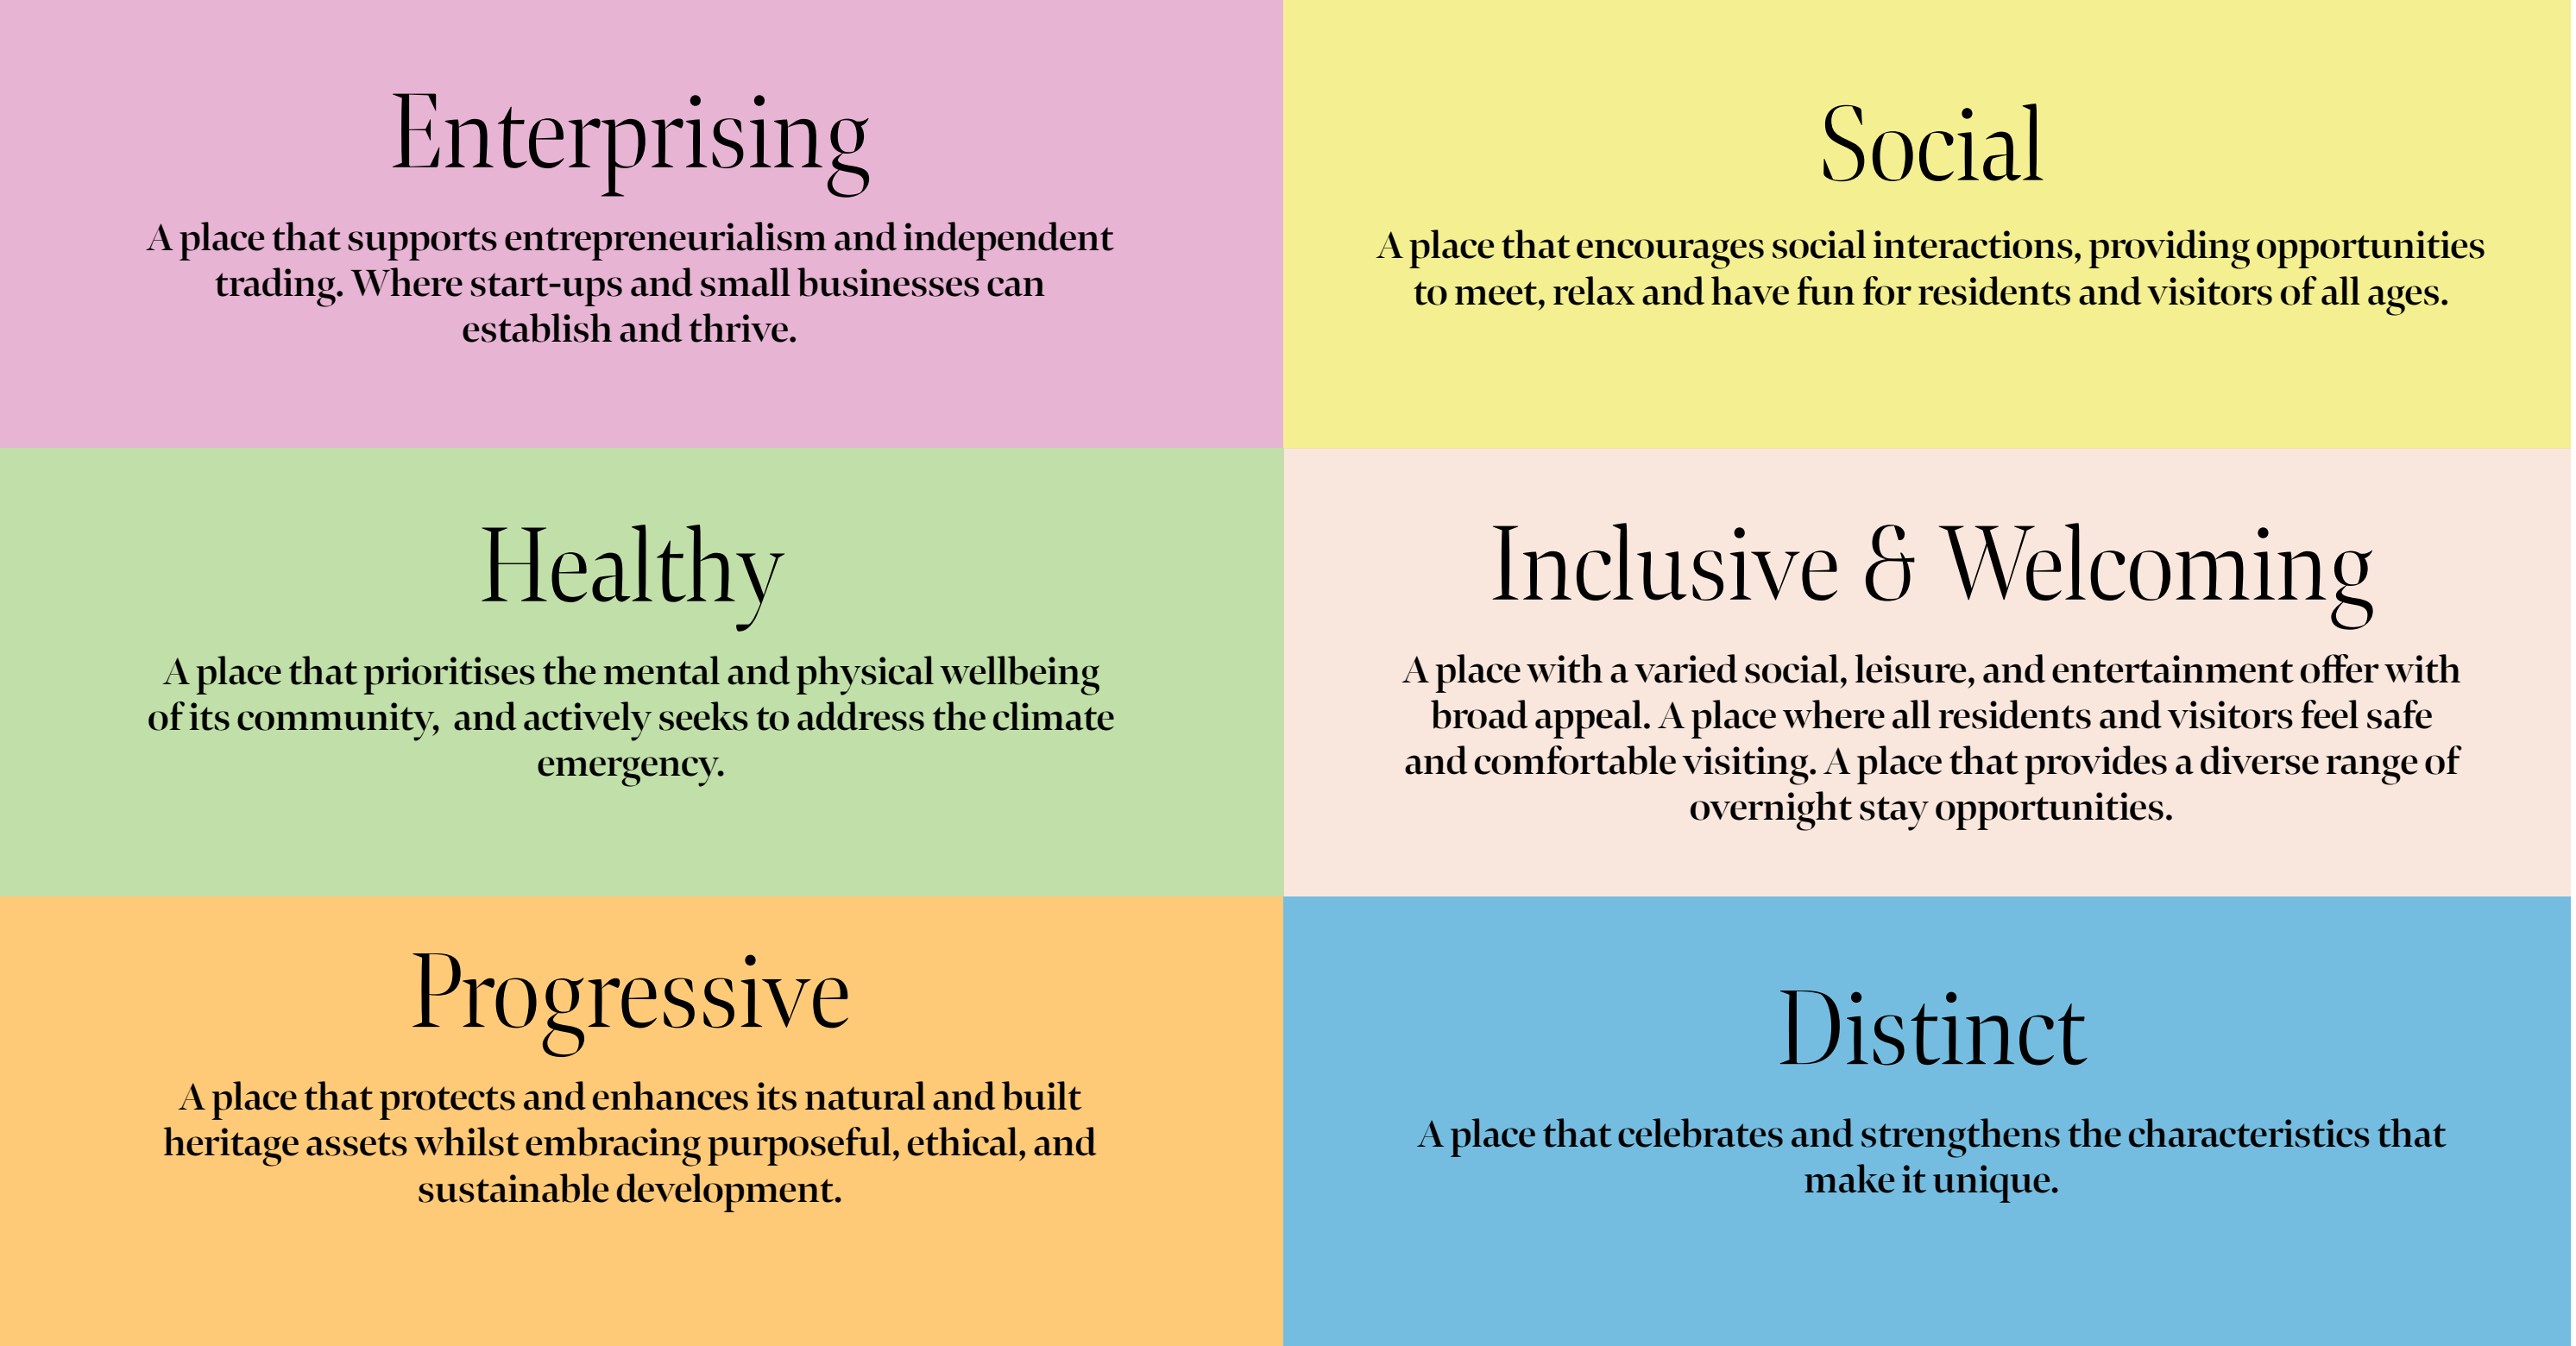 Enterprising
A place that supports entrepreneurialism and independent
trading. Where start-ups and small businesses can
establish and thrive.
Social
A place that encourages social interactions, providing opportunities
to meet, relax and have fun for residents and visitors of all ages.
Healthy
A place that prioritises the mental and physical wellbeing
of its community,  and actively seeks to address the climate
emergency.
Inclusive & Welcoming
A place with a varied social, leisure, and entertainment offer with
broad appeal. A place where all residents and visitors feel safe
and comfortable visiting. A place that provides a diverse range of
overnight stay opportunities.
Progressive
A place that protects and enhances its natural and built
heritage assets whilst embracing purposeful, ethical, and
sustainable development.
Distinct
A place that celebrates and strengthens the characteristics that
make it unique.